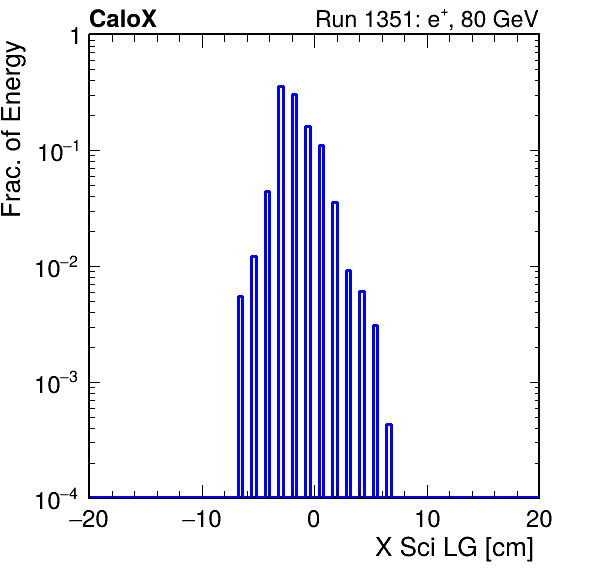 CaloX
Run 1351: e⁺, 80 GeV
Frac. of Energy
1
10⁻¹
10⁻²
10⁻³
10⁻⁴
−20 −10 0 10 20
X Sci LG [cm]